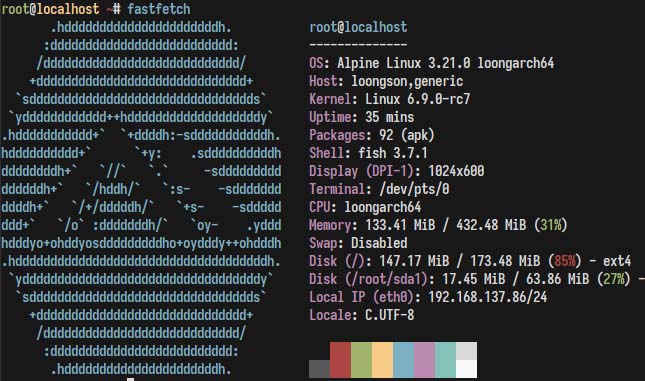 root@localhost ~# fastfetch
.hddddddddddddddddddddddh.
:dddddddddddddddddddddddddd:
/dddddddddddddddddddddddddddd/
+dddddddddddddddddddddddddddddd+
`sdddddddddddddddddddddddddddddddds`
`ydddddddddddd++hdddddddddddddddddddy`
.hddddddddddd+`  `+ddddh:-sdddddddddddh.
hdddddddddd+`      `+y:    .sddddddddddh
ddddddddh+`   `//`   `.`     -sddddddddd
ddddddh+`   `/hddh/`   `:s-    -sddddddd
ddddh+`   `/+/dddddh/`   `+s-    -sddddd
ddd+`   `/o` :dddddddh/`   `oy-    .yddd
hdddyo+ohddyosdddddddddho+oydddy++ohdddh
.hddddddddddddddddddddddddddddddddddddh.
`yddddddddddddddddddddddddddddddddddy`
`sdddddddddddddddddddddddddddddddds`
+dddddddddddddddddddddddddddddd+
/dddddddddddddddddddddddddddd/
:dddddddddddddddddddddddddd:
.hddddddddddddddddddddddh.
root@localhost
--------------
OS: Alpine Linux 3.21.0 loongarch64
Host: loongson,generic
Kernel: Linux 6.9.0-rc7
Uptime: 35 mins
Packages: 92 (apk)
Shell: fish 3.7.1
Display (DPI-1): 1024x600
Terminal: /dev/pts/0
CPU: loongarch64
Memory: 133.41 MiB / 432.48 MiB (31%)
Swap: Disabled
Disk (/): 147.17 MiB / 173.48 MiB (85%) - ext4
Disk (/root/sda1): 17.45 MiB / 63.86 MiB (27%) -
Local IP (eth0): 192.168.137.86/24
Locale: C.UTF-8